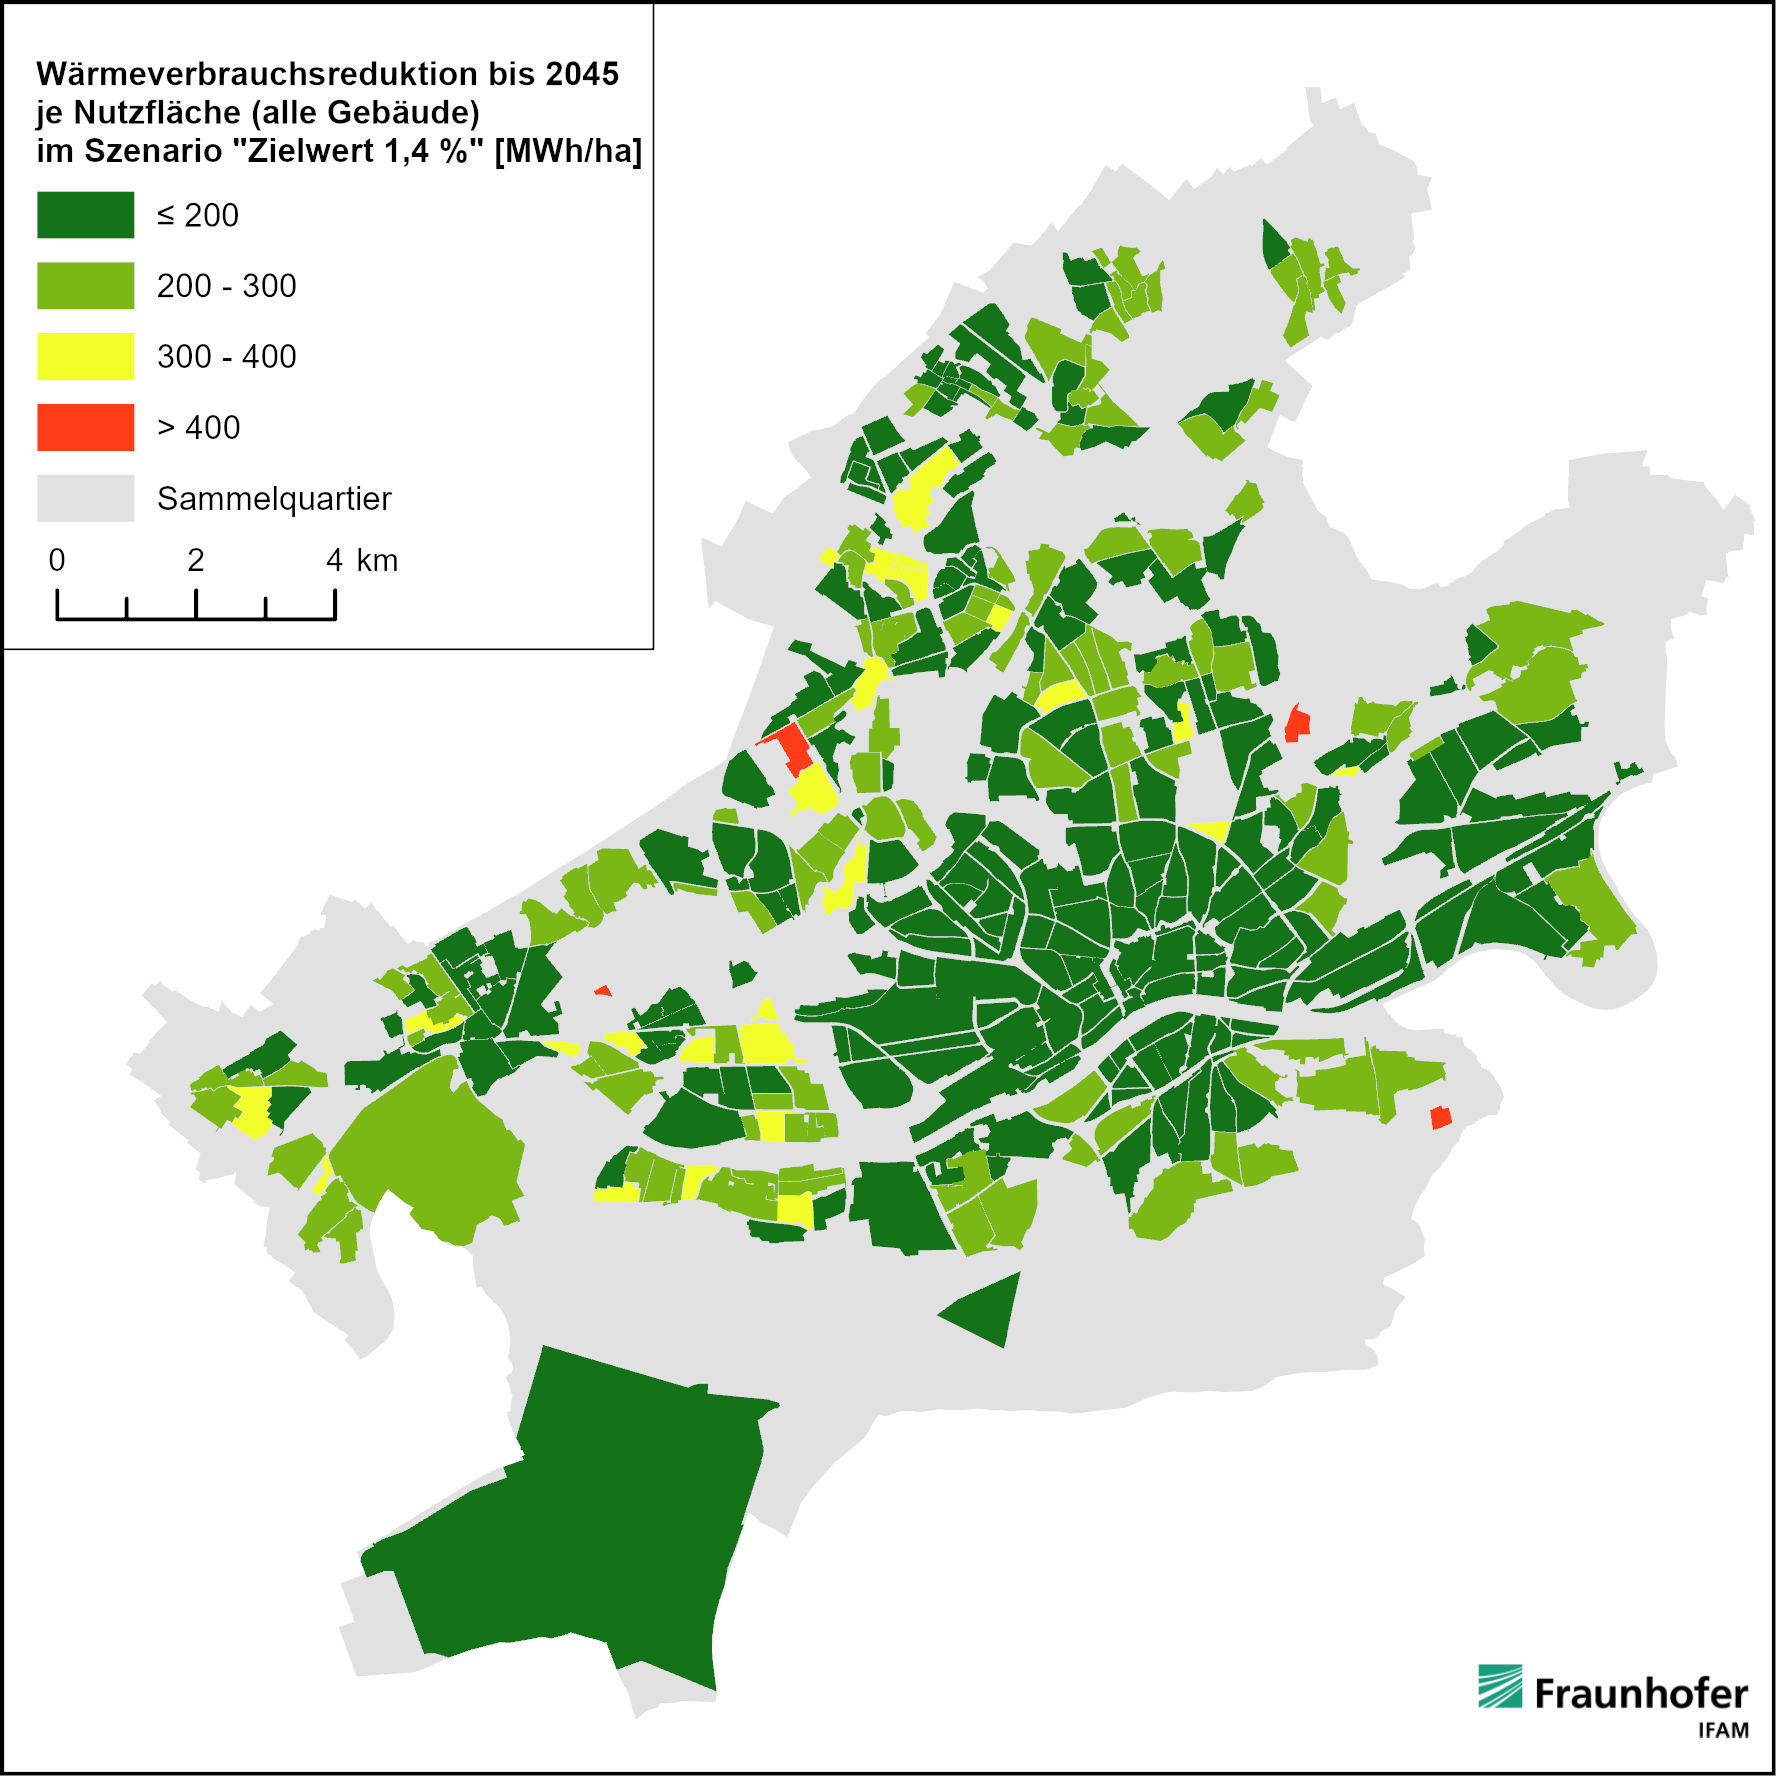 Wärmeverbrauchsreduktion bis 2045
je Nutzfläche (alle Gebäude)
im Szenario "Zielwert 1,4 %" [MWh/ha]
≤ 200
200 - 300
300 - 400
> 400
Sammelquartier
0 2 4 km
Fraunhofer
IFAM